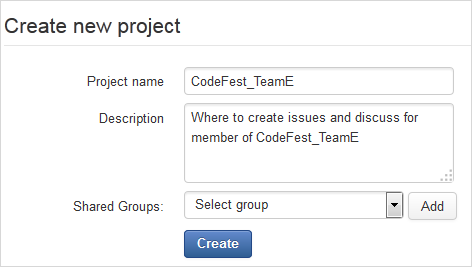 Create new project
Project name CodeFest_TeamE
Description Where to create issues and discuss for
member of CodeFest_TeamE
Shared Groups: Select group Add
Create